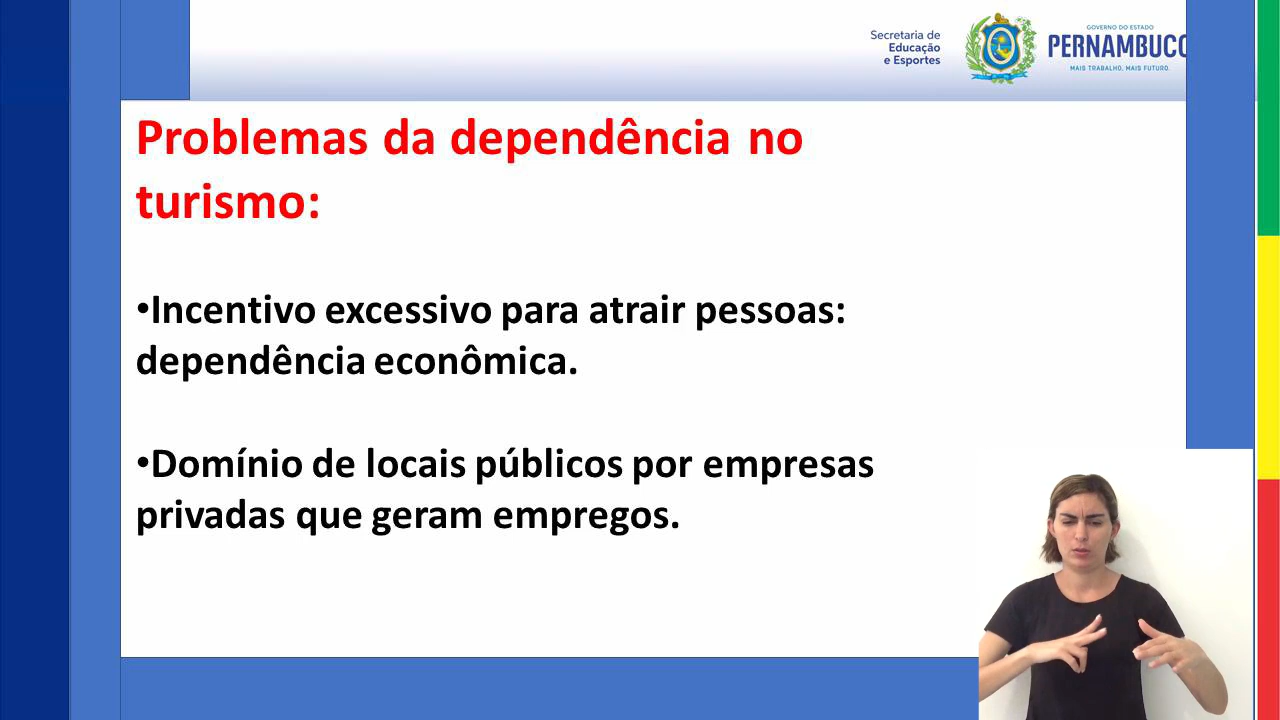 Secretaria de
Educação
e Esportes
GOVERNO DO ESTADO
PERNAMBUCO
MAIS TRABALHO, MAIS FUTURO.
Problemas da dependência no
turismo:
•Incentivo excessivo para atrair pessoas:
dependência econômica.
•Domínio de locais públicos por empresas
privadas que geram empregos.